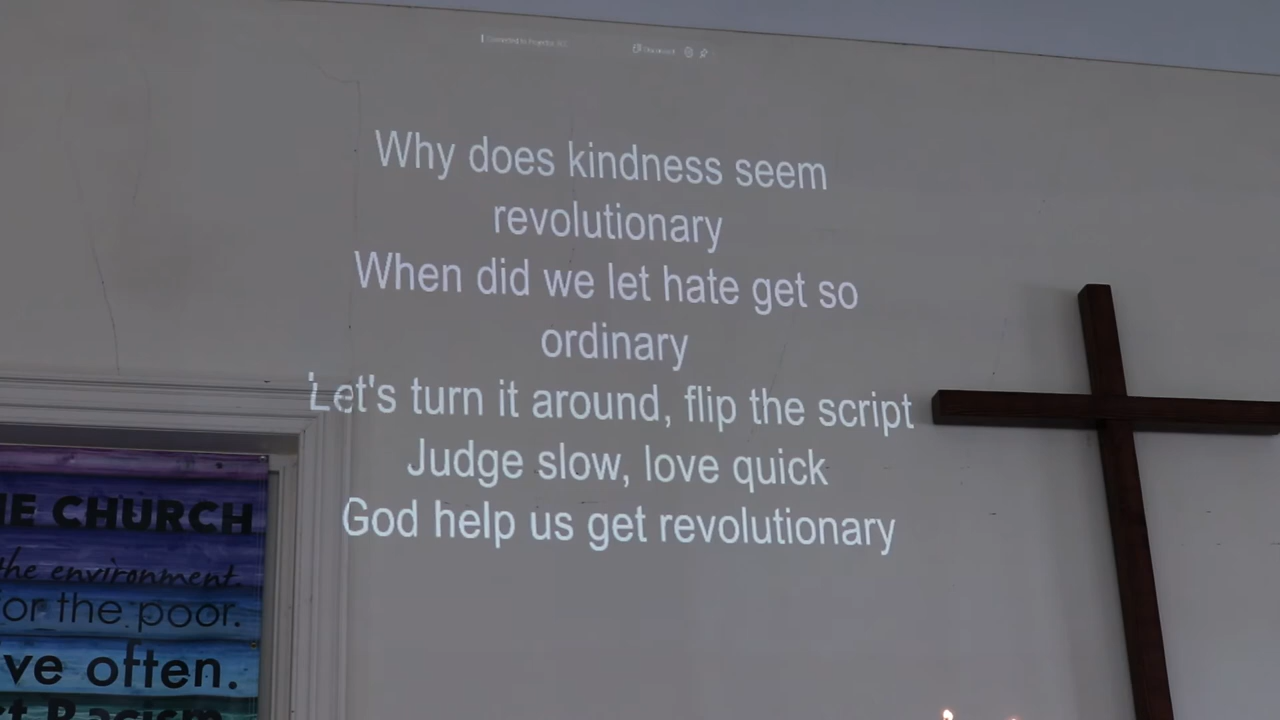 Why does kindness seem
revolutionary
When did we let hate get so
ordinary
Let's turn it around, flip the script
Judge slow, love quick
God help us get revolutionary
CHURCH
the environment.
for the poor.
often.
Racism